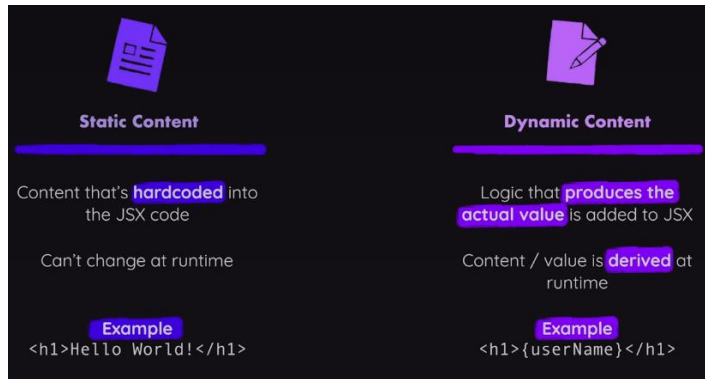 Static Content
Content that's hardcoded into
the JSX code
Can't change at runtime
Example
<h1>Hello World!</h1>
Dynamic Content
Logic that produces the
actual value is added to JSX
Content / value is derived at
runtime
Example
<h1>{userName}</h1>